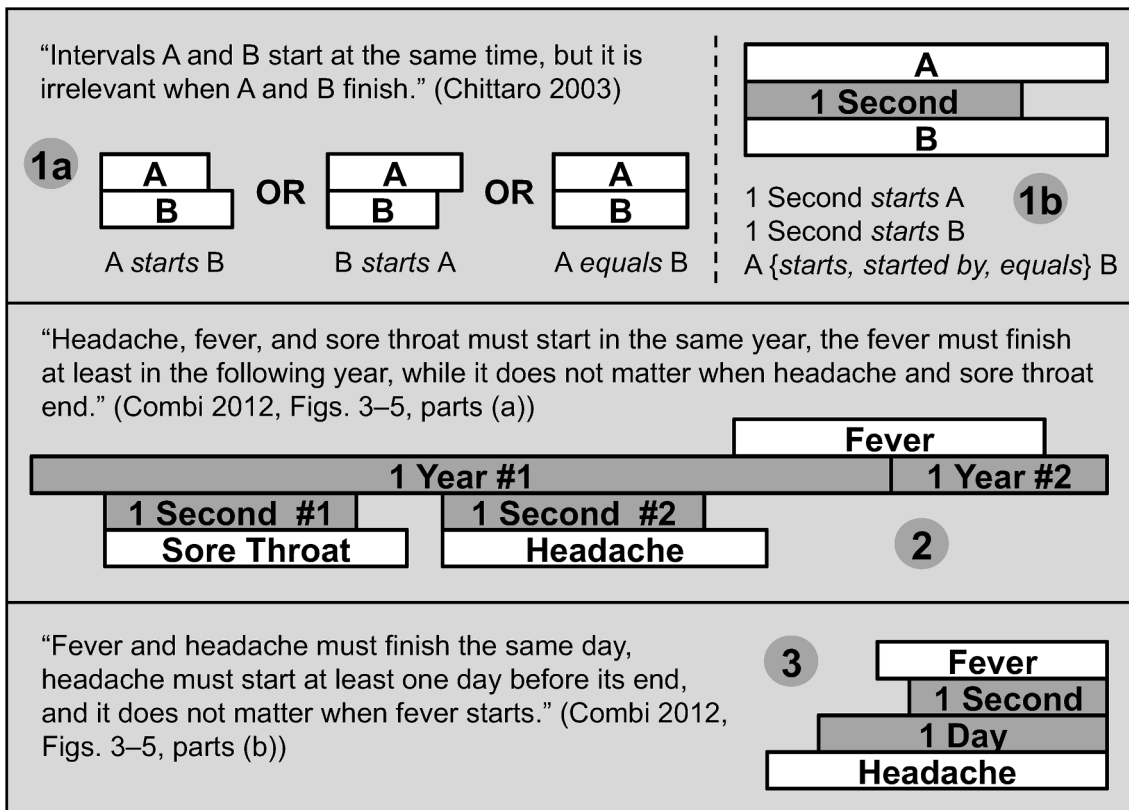 “Intervals A and B start at the same time, but it is
irrelevant when A and B finish.” (Chittaro 2003)
1a
A
B
A starts B
OR
A
B
B starts A
OR
A
B
A equals B
A
1 Second
B
1 Second starts A
1 Second starts B
A {starts, started by, equals} B
1b
“Headache, fever, and sore throat must start in the same year, the fever must finish
at least in the following year, while it does not matter when headache and sore throat
end.” (Combi 2012, Figs. 3–5, parts (a))
Fever
1 Year #1
1 Year #2
1 Second #1
1 Second #2
Sore Throat
Headache
2
“Fever and headache must finish the same day,
headache must start at least one day before its end,
and it does not matter when fever starts.” (Combi 2012,
Figs. 3–5, parts (b))
3
Fever
1 Second
1 Day
Headache